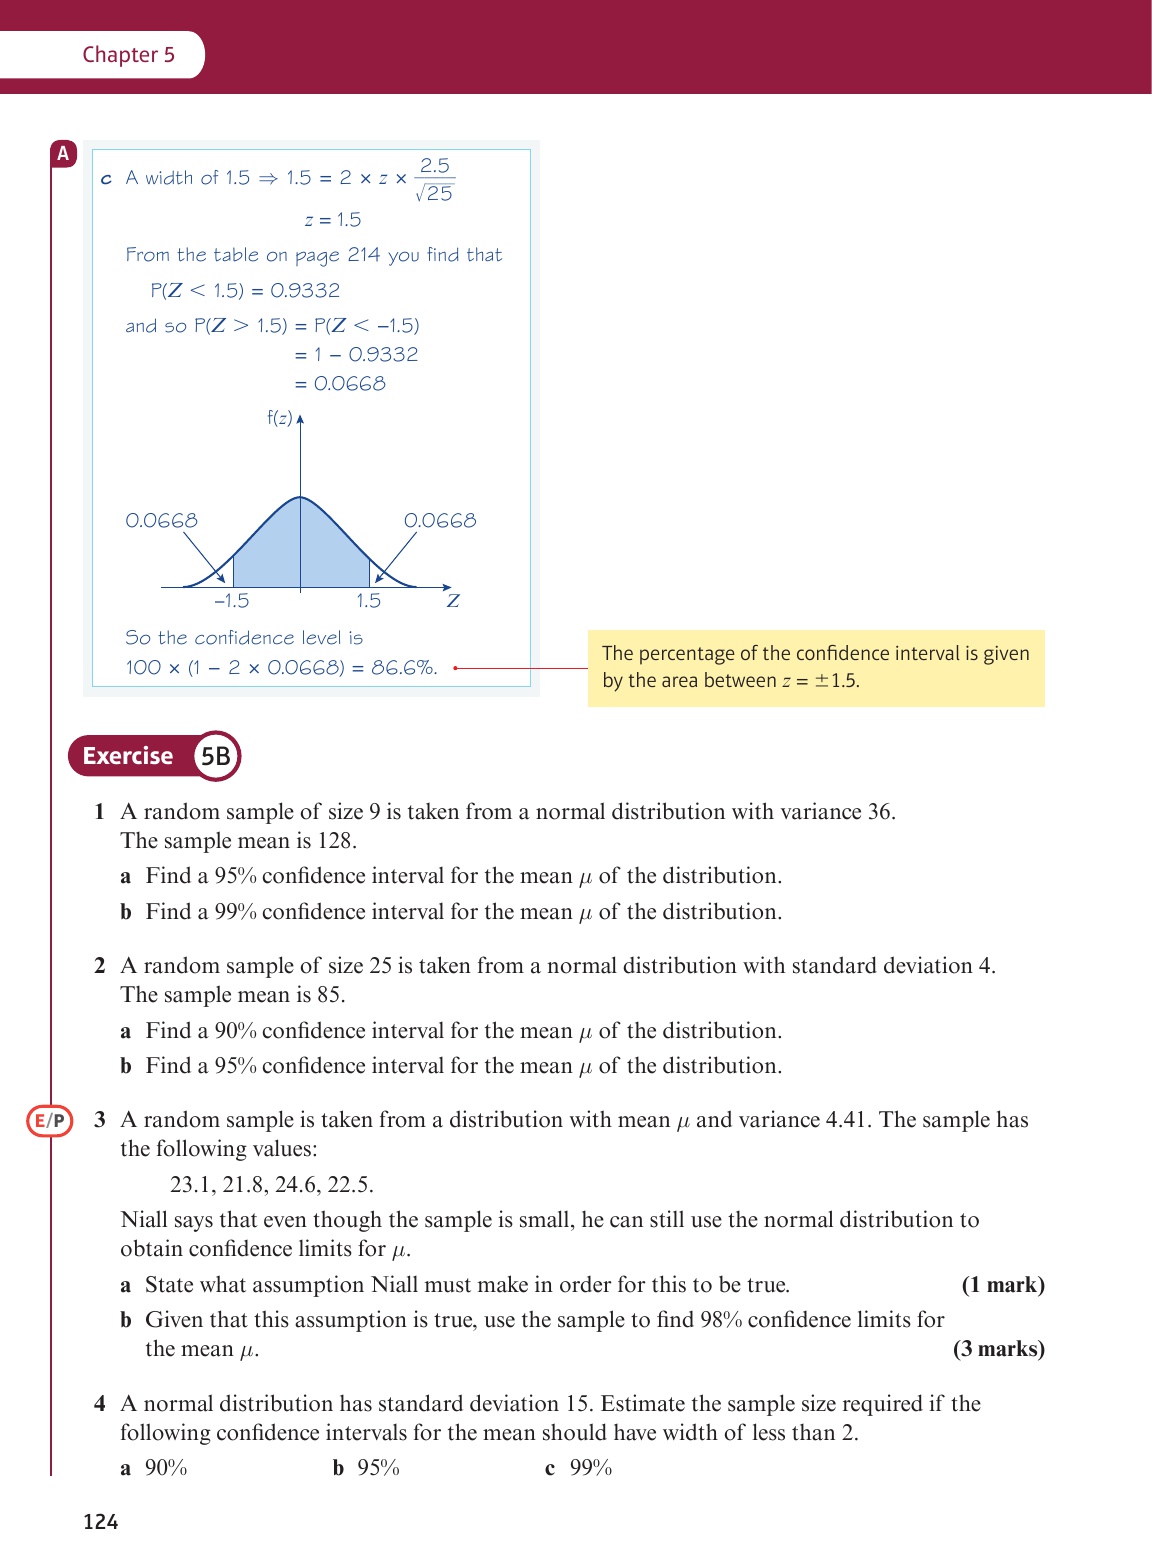 Chapter 5
A
c A width of 1.5 ⇒ 1.5 = 2 × z × 2.5/√25
z = 1.5
From the table on page 214 you find that
P(Z < 1.5) = 0.9332
and so P(Z > 1.5) = P(Z < –1.5)
= 1 – 0.9332
= 0.0668
f(z)
0.0668 0.0668
–1.5 1.5 Z
So the confidence level is
100 × (1 – 2 × 0.0668) = 86.6%.
The percentage of the confidence interval is given
by the area between z = ±1.5.
Exercise 5B
1 A random sample of size 9 is taken from a normal distribution with variance 36.
The sample mean is 128.
a Find a 95% confidence interval for the mean μ of the distribution.
b Find a 99% confidence interval for the mean μ of the distribution.
2 A random sample of size 25 is taken from a normal distribution with standard deviation 4.
The sample mean is 85.
a Find a 90% confidence interval for the mean μ of the distribution.
b Find a 95% confidence interval for the mean μ of the distribution.
E/P
3 A random sample is taken from a distribution with mean μ and variance 4.41. The sample has
the following values:
23.1, 21.8, 24.6, 22.5.
Niall says that even though the sample is small, he can still use the normal distribution to
obtain confidence limits for μ.
a State what assumption Niall must make in order for this to be true. (1 mark)
b Given that this assumption is true, use the sample to find 98% confidence limits for
the mean μ. (3 marks)
4 A normal distribution has standard deviation 15. Estimate the sample size required if the
following confidence intervals for the mean should have width of less than 2.
a 90% b 95% c 99%
124